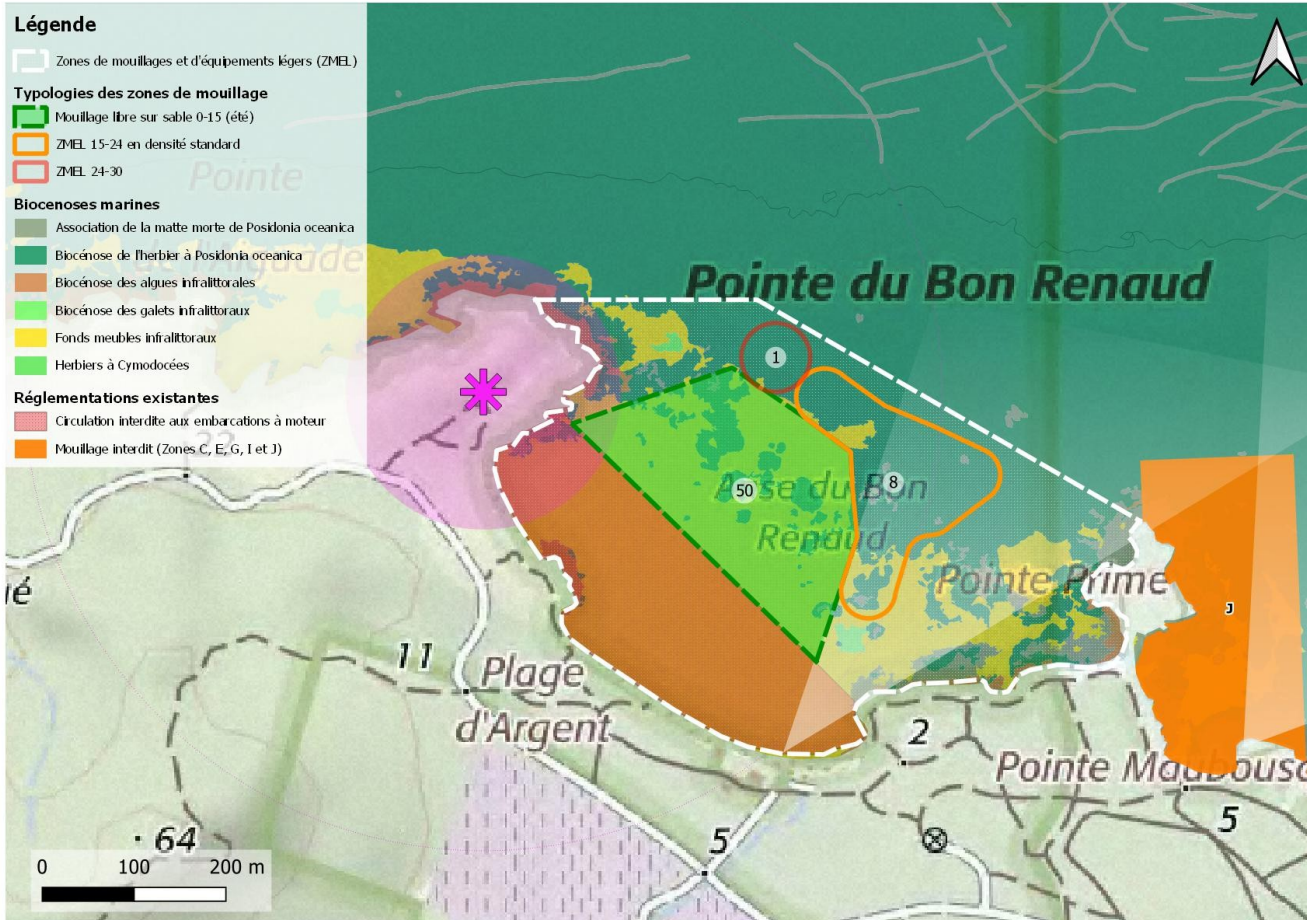 Légende
Zones de mouillages et d'équipements légers (ZMEL)
Typologies des zones de mouillage
Mouillage libre sur sable 0-15 (été)
ZMEL 15-24 en densité standard
ZMEL 24-30
Biocenoses marines
Association de la matte morte de Posidonia oceanica
Biocénose de l'herbier à Posidonia oceanica
Biocénose des algues infralittorales
Biocénose des galets infralittoraux
Fonds meubles infralittoraux
Herbiers à Cymodocées
Réglementations existantes
Circulation interdite aux embarcations à moteur
Mouillage interdit (Zones C, E, G, I et J)
Pointe
de l'Aiguade
22
Pointe du Bon Renaud
1
50
8
Anse du Bon
Renaud
Pointe Prime
J
11
Plage
d'Argent
2
Pointe Maubousq
64
5
5
0 100 200 m